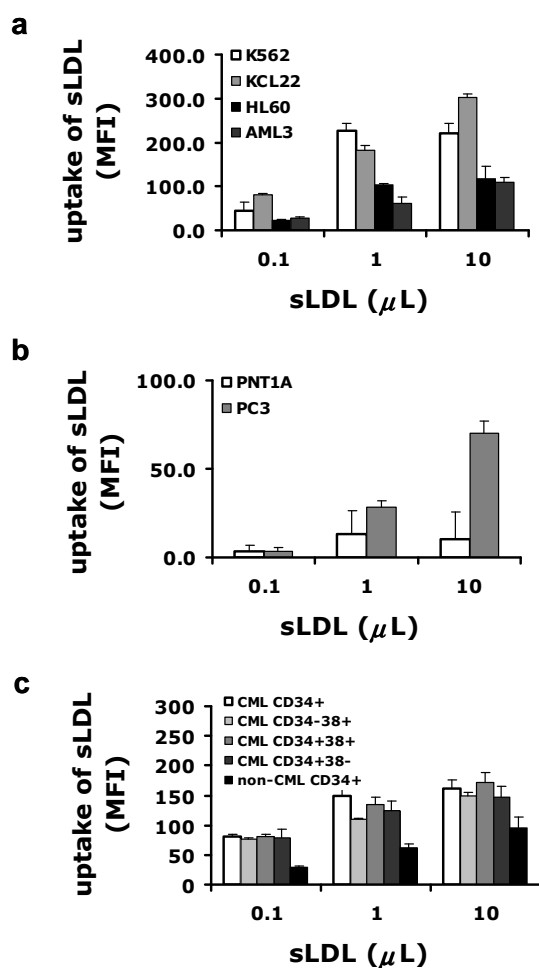 a
uptake of sLDL
(MFI)
400.0
300.0
200.0
100.0
0.0
K562
KCL22
HL60
AML3
0.1 1 10
sLDL (μL)
b
uptake of sLDL
(MFI)
100.0
50.0
0.0
PNT1A
PC3
0.1 1 10
sLDL (μL)
c
uptake of sLDL
(MFI)
300
250
200
150
100
50
0
CML CD34+
CML CD34-38+
CML CD34+38+
CML CD34+38-
non-CML CD34+
0.1 1 10
sLDL (μL)